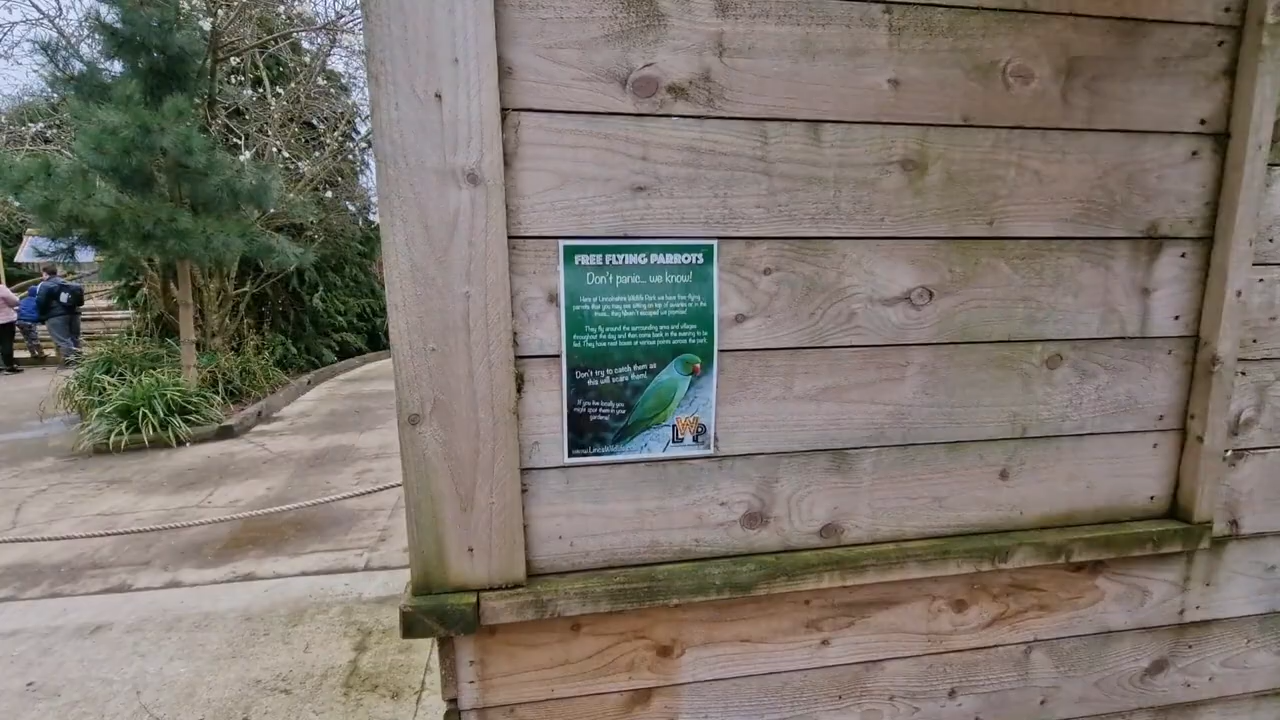 FREE FLYING PARROTS
Don't panic... we know!
Here at Lincolnshire Wildlife Park we have free-flying
parrots that you may see sitting on top of aviaries or in the
trees... they haven't escaped we promise!
They fly around the surrounding area and villages
throughout the day and then come back in the evening to be
fed. They have nest boxes at various points across the park.
Don't try to catch them as
this will scare them!
If you live locally you
might spot them in your
gardens!
LWP